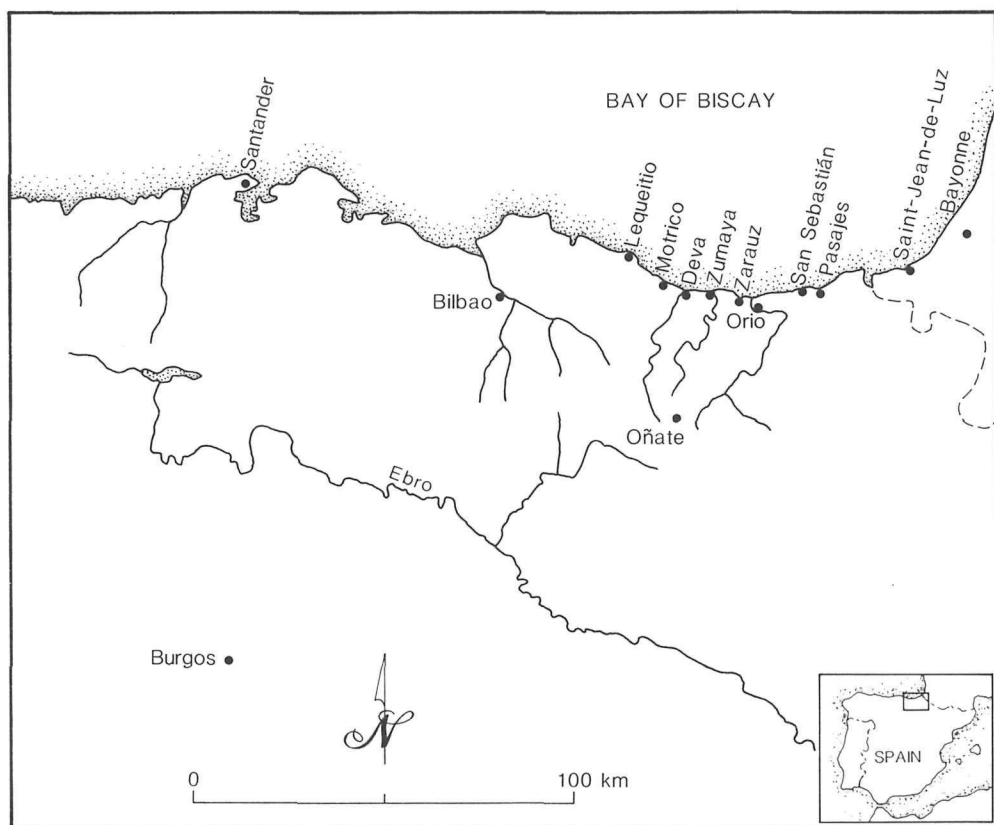 BAY OF BISCAY
Santander
Lequeitio
Motrico
Deva
Zumaya
Zarauz
San Sebastián
Pasajes
Saint-Jean-de-Luz
Bayonne
Bilbao
Orio
Oñate
Ebro
Burgos
N
0 100 km
SPAIN